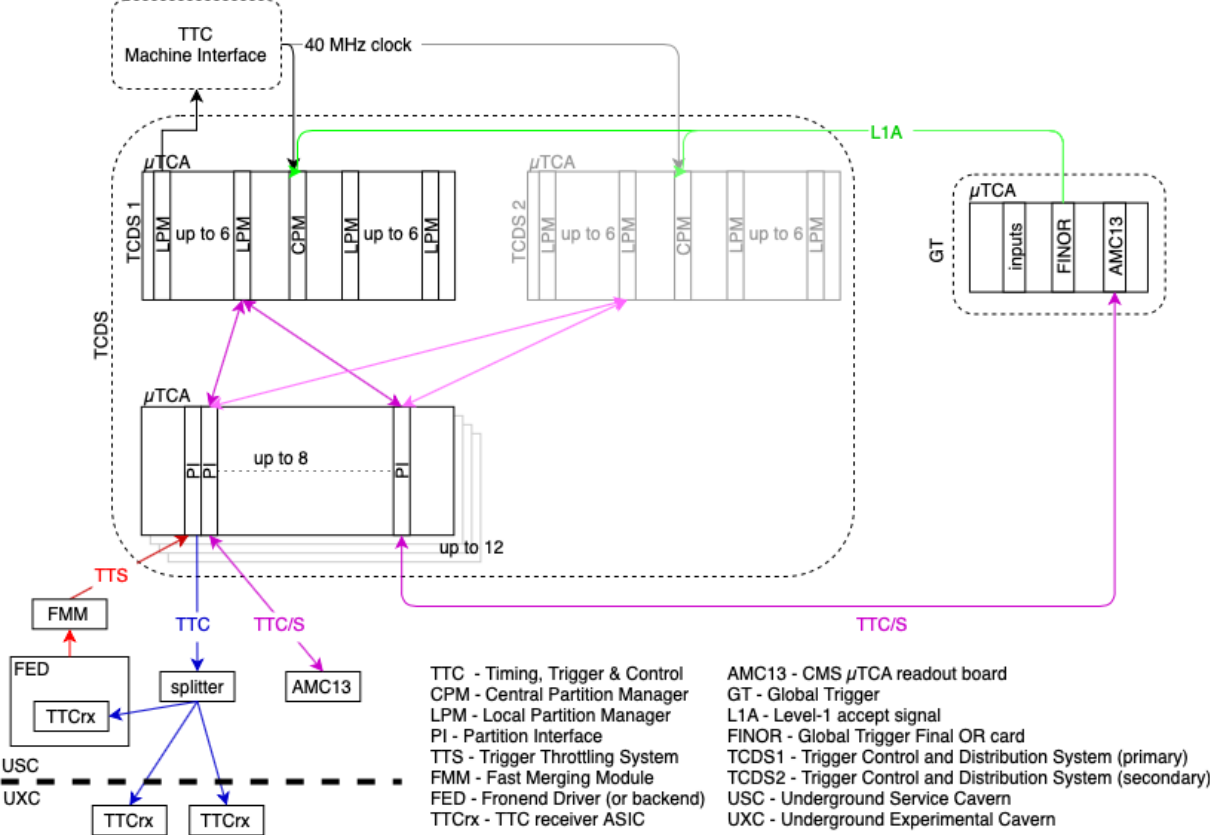 TTC
Machine Interface
40 MHz clock
L1A
µTCA
TCDS 1
LPM
up to 6
LPM
CPM
LPM
up to 6
LPM
µTCA
TCDS 2
LPM
up to 6
LPM
CPM
LPM
up to 6
LPM
µTCA
GT
inputs
FINOR
AMC13
TCDS
µTCA
PI
PI
up to 8
PI
up to 12
TTS
FMM
TTC
TTC/S
TTC/S
FED
TTCrx
splitter
AMC13
USC
UXC
TTCrx
TTCrx
TTC - Timing, Trigger & Control
CPM - Central Partition Manager
LPM - Local Partition Manager
PI - Partition Interface
TTS - Trigger Throttling System
FMM - Fast Merging Module
FED - Fronend Driver (or backend)
TTCrx - TTC receiver ASIC
AMC13 - CMS µTCA readout board
GT - Global Trigger
L1A - Level-1 accept signal
FINOR - Global Trigger Final OR card
TCDS1 - Trigger Control and Distribution System (primary)
TCDS2 - Trigger Control and Distribution System (secondary)
USC - Underground Service Cavern
UXC - Underground Experimental Cavern